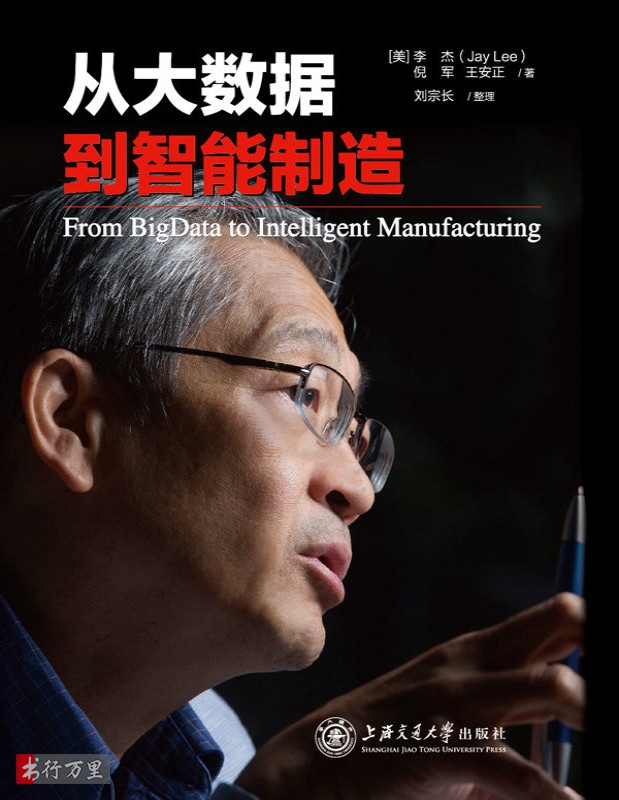 从大数据
到智能制造
From BigData to Intelligent Manufacturing
[美] 李 杰（Jay Lee）
倪 军 王安正 / 著
刘宗长 / 整理
上海交通大学出版社
SHANGHAI JIAO TONG UNIVERSITY PRESS
书行万里